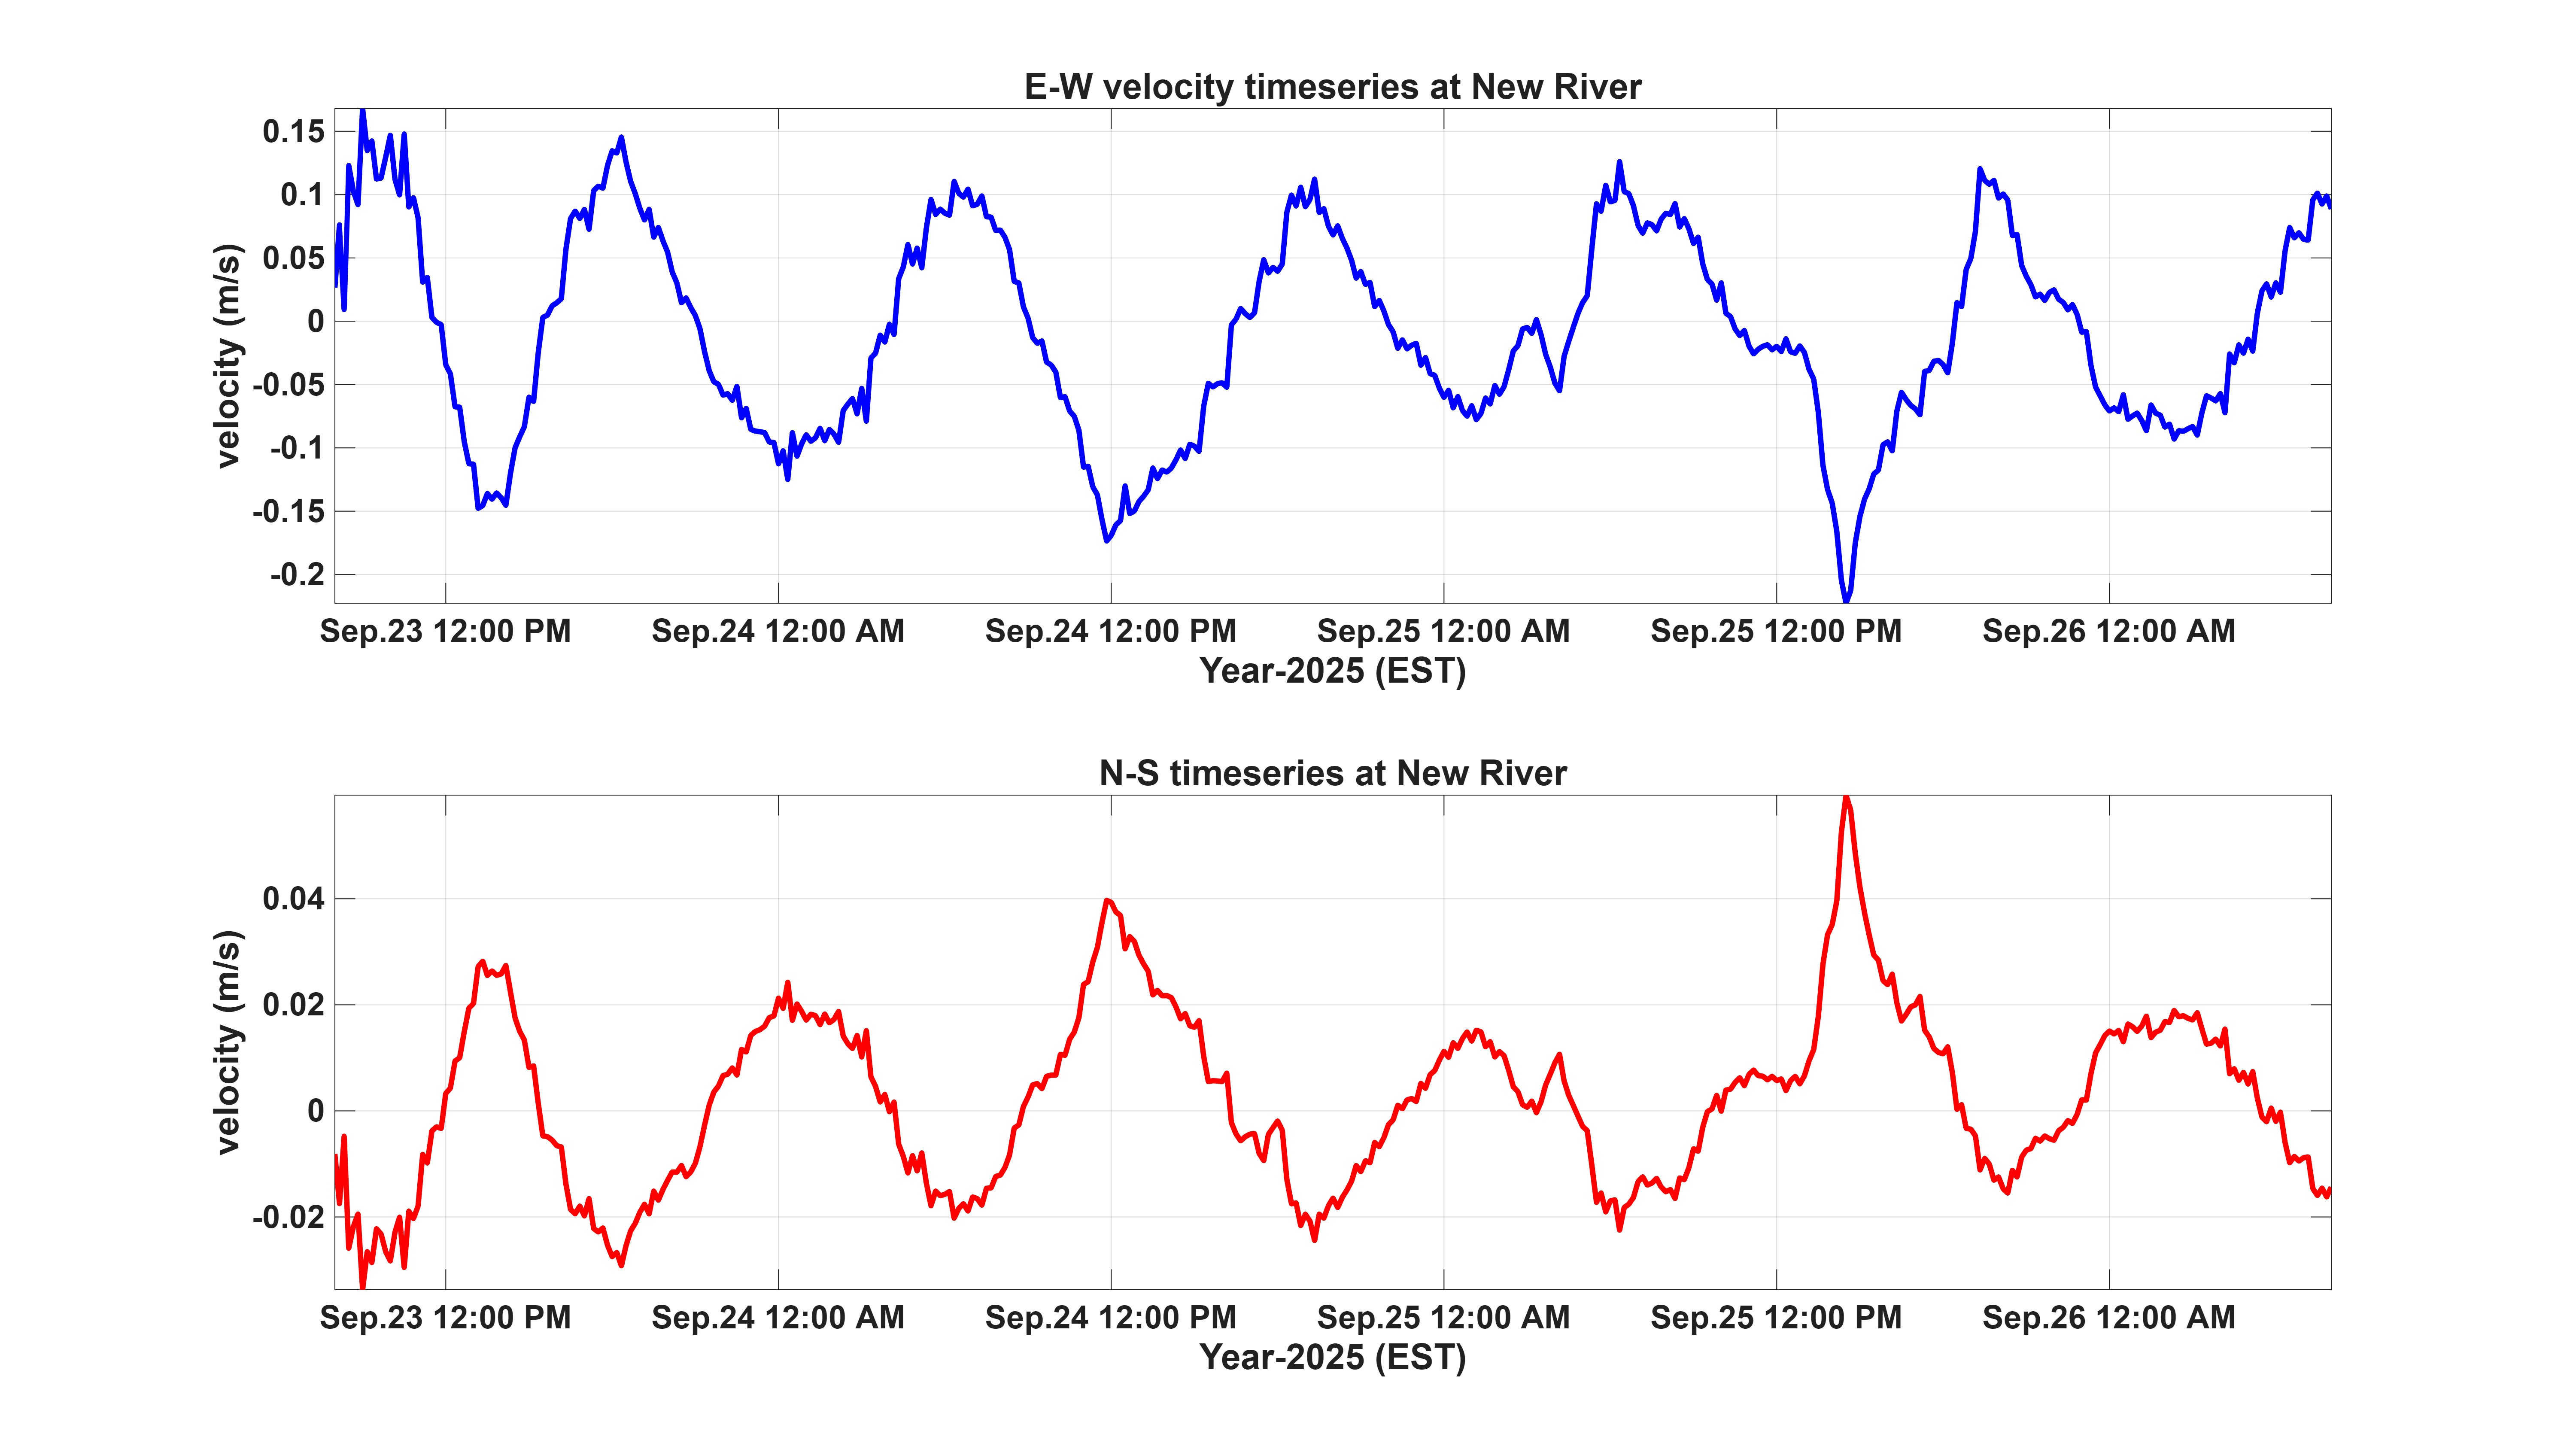 E-W velocity timeseries at New River
velocity (m/s)
0.15
0.1
0.05
0
-0.05
-0.1
-0.15
-0.2
Sep.23 12:00 PM Sep.24 12:00 AM Sep.24 12:00 PM Sep.25 12:00 AM Sep.25 12:00 PM Sep.26 12:00 AM
Year-2025 (EST)
N-S timeseries at New River
velocity (m/s)
0.04
0.02
0
-0.02
Sep.23 12:00 PM Sep.24 12:00 AM Sep.24 12:00 PM Sep.25 12:00 AM Sep.25 12:00 PM Sep.26 12:00 AM
Year-2025 (EST)